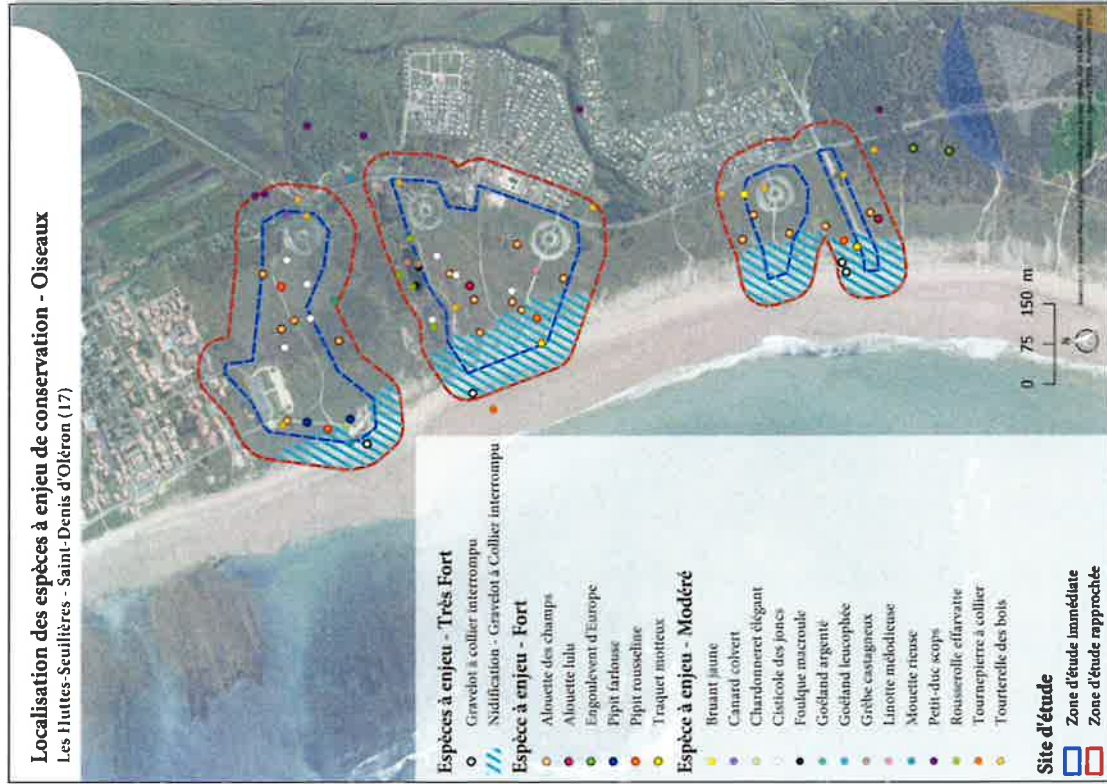 Localisation des espèces à enjeu de conservation - Oiseaux
Les Huttes-Seulières - Saint-Denis d'Oléron (17)
Espèces à enjeu - Très Fort
Gravelot à collier interrompu
Nidification - Gravelot à Collier interrompu
Espèce à enjeu - Fort
Alouette des champs
Alouette lulu
Engoulevent d'Europe
Pipit farlouse
Pipit rousseline
Traquet motteux
Espèce à enjeu - Modéré
Bruant jaune
Canard colvert
Chardonneret élégant
Cisticole des joncs
Foulque macroule
Goéland argenté
Goéland leucophée
Grèbe castagneux
Linotte mélodieuse
Mouette rieuse
Petit-duc scops
Rousserolle effarvatte
Tournepierre à collier
Tourterelle des bois
Site d'étude
Zone d'étude immédiate
Zone d'étude rapprochée
0 75 150 m
N